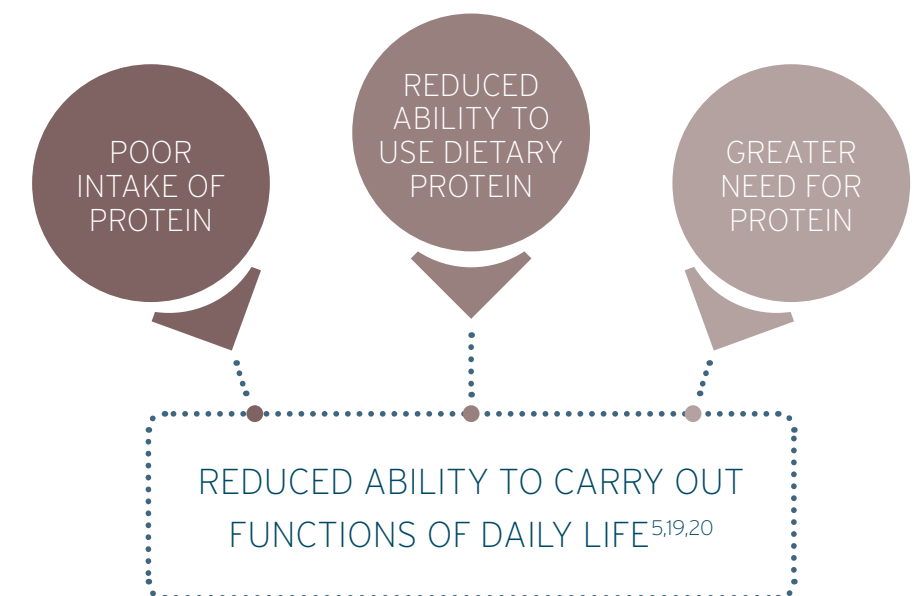 POOR
INTAKE OF
PROTEIN
REDUCED
ABILITY TO
USE DIETARY
PROTEIN
GREATER
NEED FOR
PROTEIN
REDUCED ABILITY TO CARRY OUT
FUNCTIONS OF DAILY LIFE5,19,20